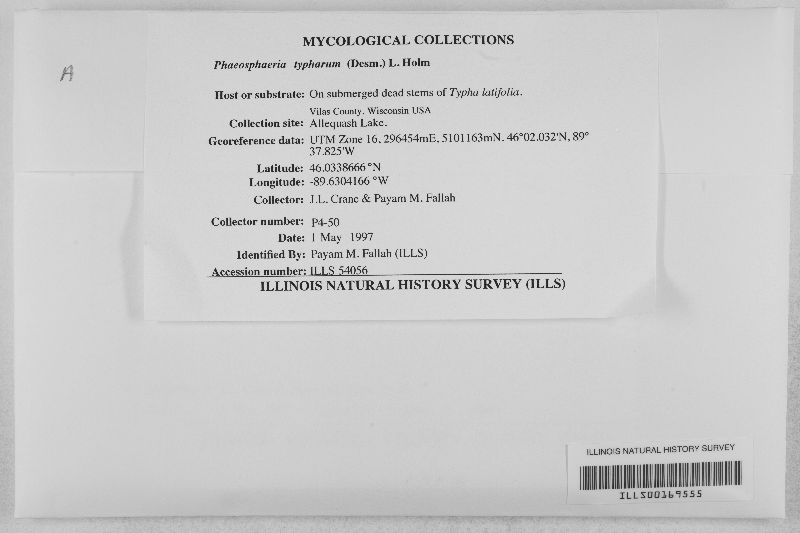 A
MYCOLOGICAL COLLECTIONS
Phaeosphaeria typharum (Desm.) L. Holm
Host or substrate: On submerged dead stems of Typha latifolia.
Vilas County, Wisconsin USA
Collection site: Allequash Lake.
Georeference data: UTM Zone 16, 296454mE, 5101163mN. 46°02.032'N, 89°
37.825'W
Latitude: 46.0338666 °N
Longitude: -89.6304166 °W
Collector: J.L. Crane & Payam M. Fallah
Collector number: P4-50
Date: 1 May 1997
Identified By: Payam M. Fallah (ILLS)
Accession number: ILLS 54056
ILLINOIS NATURAL HISTORY SURVEY (ILLS)
ILLINOIS NATURAL HISTORY SURVEY
ILLS00169555